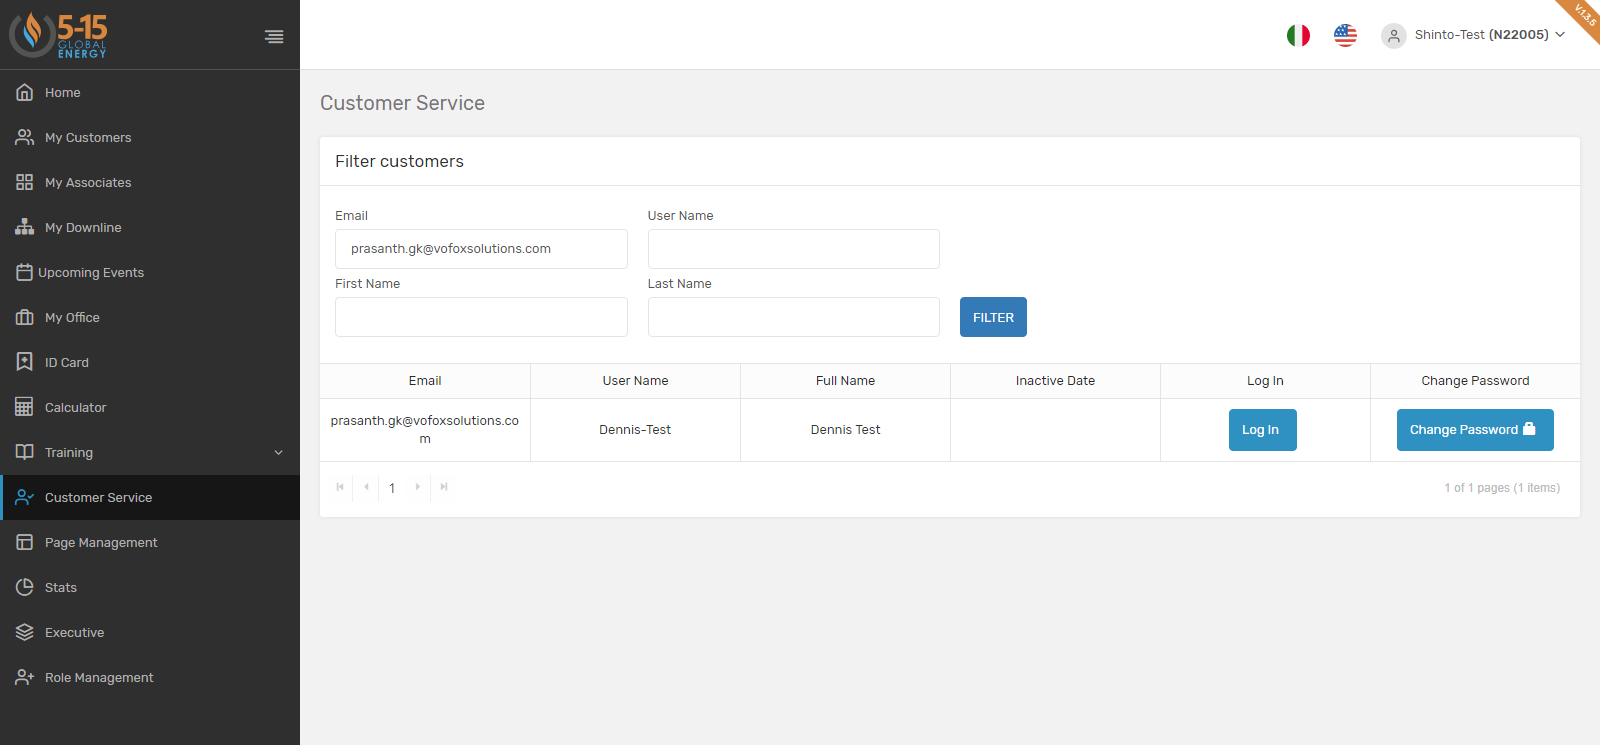 5-15
GLOBAL
ENERGY
Shinto-Test (N22005)
V.1.3.5
Home
My Customers
My Associates
My Downline
Upcoming Events
My Office
ID Card
Calculator
Training
Customer Service
Page Management
Stats
Executive
Role Management
Customer Service
Filter customers
Email User Name
prasanth.gk@vofoxsolutions.com
First Name Last Name
FILTER
Email User Name Full Name Inactive Date Log In Change Password
prasanth.gk@vofoxsolutions.co
m
Dennis-Test Dennis Test Log In Change Password
1
1 of 1 pages (1 items)